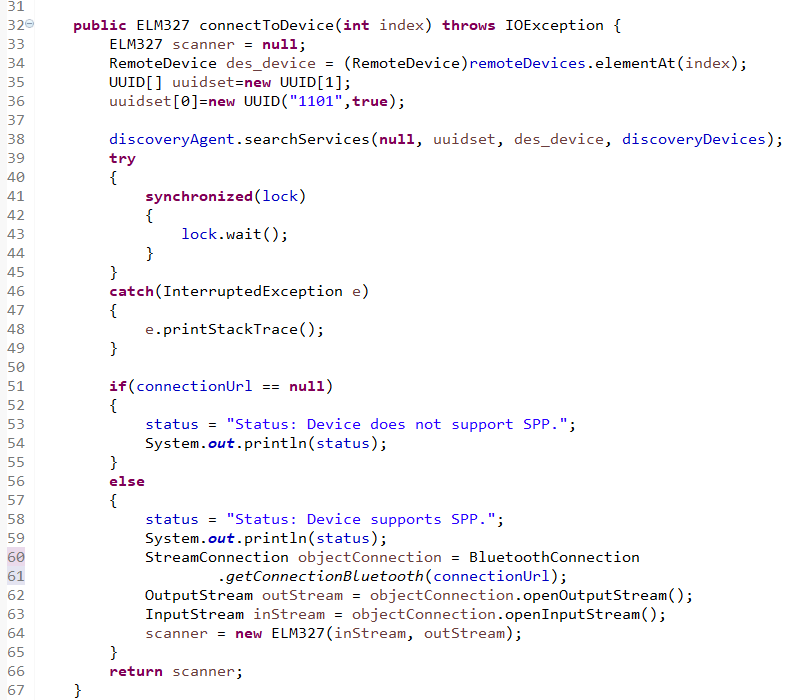 31
32 public ELM327 connectToDevice(int index) throws IOException {
33 ELM327 scanner = null;
34 RemoteDevice des_device = (RemoteDevice)remoteDevices.elementAt(index);
35 UUID[] uuidset=new UUID[1];
36 uuidset[0]=new UUID("1101",true);
37
38 discoveryAgent.searchServices(null, uuidset, des_device, discoveryDevices);
39 try
40 {
41 synchronized(lock)
42 {
43 lock.wait();
44 }
45 }
46 catch(InterruptedException e)
47 {
48 e.printStackTrace();
49 }
50
51 if(connectionUrl == null)
52 {
53 status = "Status: Device does not support SPP.";
54 System.out.println(status);
55 }
56 else
57 {
58 status = "Status: Device supports SPP.";
59 System.out.println(status);
60 StreamConnection objectConnection = BluetoothConnection
61 .getConnectionBluetooth(connectionUrl);
62 OutputStream outStream = objectConnection.openOutputStream();
63 InputStream inStream = objectConnection.openInputStream();
64 scanner = new ELM327(inStream, outStream);
65 }
66 return scanner;
67 }